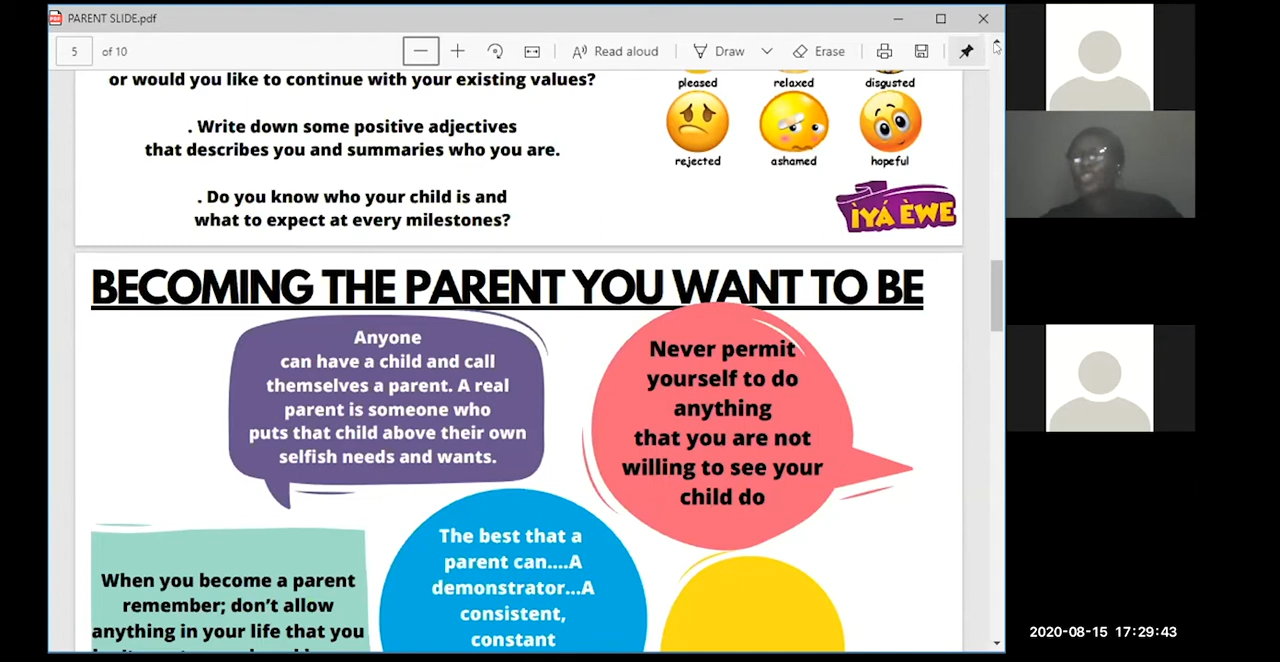 PARENT SLIDE.pdf
5 of 10
Read aloud
Draw
Erase
or would you like to continue with your existing values?
. Write down some positive adjectives
that describes you and summaries who you are.
. Do you know who your child is and
what to expect at every milestones?
pleased relaxed disgusted
rejected ashamed hopeful
ÌYÁ ÈWE
BECOMING THE PARENT YOU WANT TO BE
Anyone
can have a child and call
themselves a parent. A real
parent is someone who
puts that child above their own
selfish needs and wants.
Never permit
yourself to do
anything
that you are not
willing to see your
child do
When you become a parent
remember; don’t allow
anything in your life that you
The best that a
parent can....A
demonstrator...A
consistent,
constant
2020-08-15 17:29:43